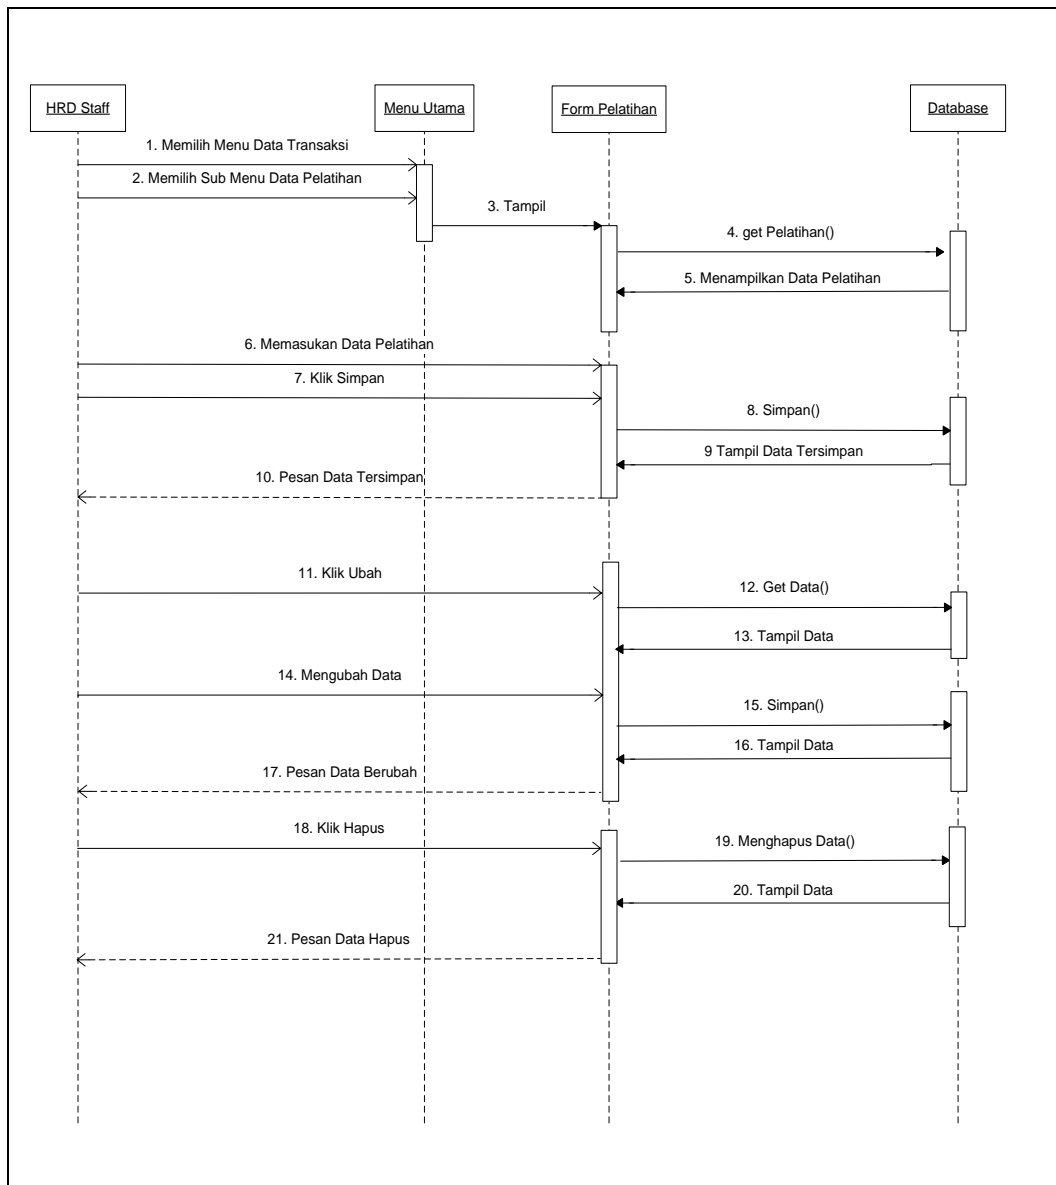 HRD Staff
Menu Utama
Form Pelatihan
Database
1. Memilih Menu Data Transaksi
2. Memilih Sub Menu Data Pelatihan
3. Tampil
4. get Pelatihan()
5. Menampilkan Data Pelatihan
6. Memasukan Data Pelatihan
7. Klik Simpan
8. Simpan()
9 Tampil Data Tersimpan
10. Pesan Data Tersimpan
11. Klik Ubah
12. Get Data()
13. Tampil Data
14. Mengubah Data
15. Simpan()
16. Tampil Data
17. Pesan Data Berubah
18. Klik Hapus
19. Menghapus Data()
20. Tampil Data
21. Pesan Data Hapus